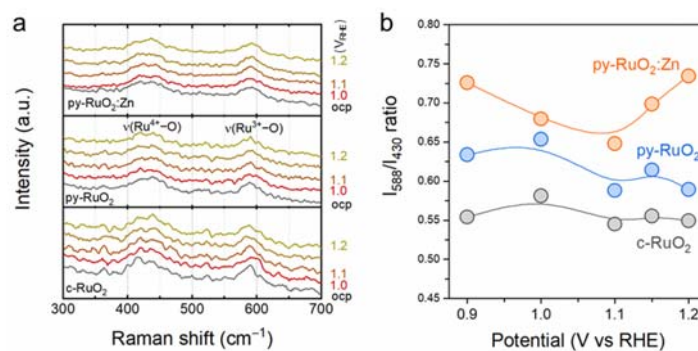 a
Intensity (a.u.)
(V_RHE)
1.2
1.1
1.0
ocp
py-RuO₂:Zn
ν(Ru⁴⁺−O)
ν(Ru³⁺−O)
1.2
1.1
1.0
ocp
py-RuO₂
1.2
1.1
1.0
ocp
c-RuO₂
300
400
500
600
700
Raman shift (cm⁻¹)
b
I₅₈₈/I₄₃₀ ratio
0.80
0.75
0.70
0.65
0.60
0.55
0.50
0.45
py-RuO₂:Zn
py-RuO₂
c-RuO₂
0.9
1.0
1.1
1.2
Potential (V vs RHE)